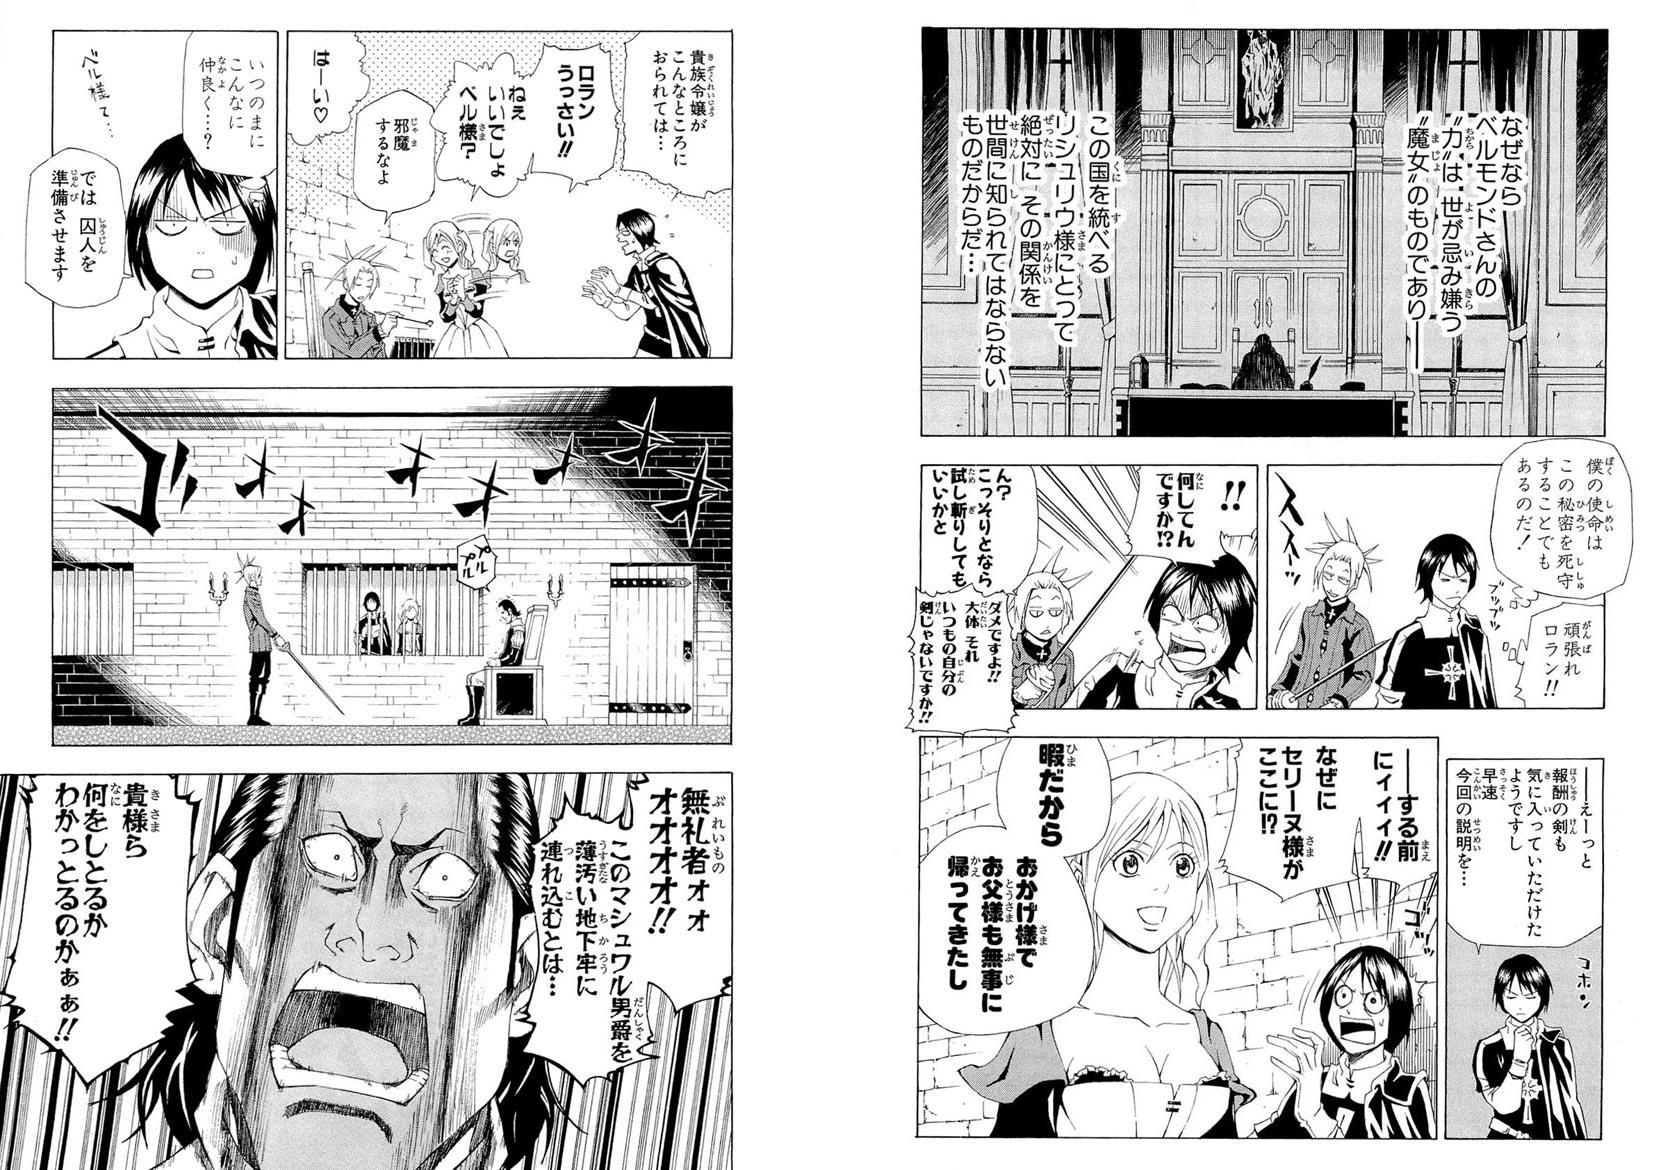 なぜなら
ベルモンドさんの
〝力〟は 世が忌み嫌う
〝魔女〟のものであり――
この国を統べる
リシュリウ様にとって
絶対に その関係を
世間に知られてはならない
ものだからだ…
僕の使命は
この秘密を死守
することでも
あるのだ!
頑張れ
ロラン!!
ブツブツ
!!
何してん
ですか!?
ん?
こっそりとなら
試し斬りしても
いいかと
ダメですよ!!
大体 それ
いつもの自分の
剣じゃないですか!!
――えーっと
報酬の剣も
気に入っていただけた
ようですし
早速
今回の説明を…
コホン
――する前
にィィィ!!
なぜに
セリーヌ様が
ここに!?
暇だから
おかげ様で
お父様も無事に
帰ってきたし
貴族令嬢が
こんなところに
おられては…
ロラン
うっさい!!
ねぇ
いいでしょ
ベル様?
邪魔
するなよ
はーい♡
いつのまに
こんなに
仲良く……?
ベル様て…
では 囚人を
準備させます
プル
プル
無礼者ォォ
オオオオオ!!
このマシュワル男爵を
薄汚い地下牢に
連れ込むとは…
貴様ら
何をしとるか
わかっとるのかぁぁ!!